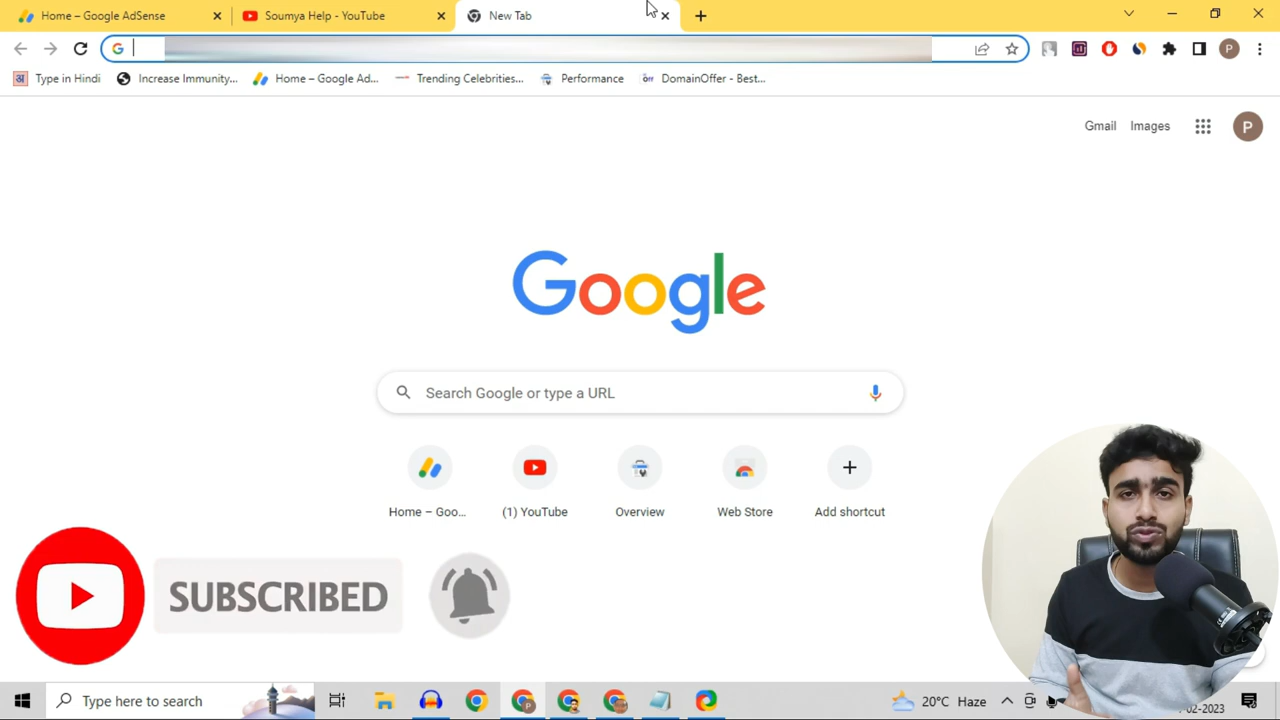 Home – Google AdSense
Soumya Help - YouTube
New Tab
Type in Hindi
Increase Immunity...
Home – Google Ad...
Trending Celebrities...
Performance
DomainOffer - Best...
Gmail
Images
P
Google
Search Google or type a URL
Home – Goo...
(1) YouTube
Overview
Web Store
Add shortcut
SUBSCRIBED
Type here to search
20°C Haze
-02-2023